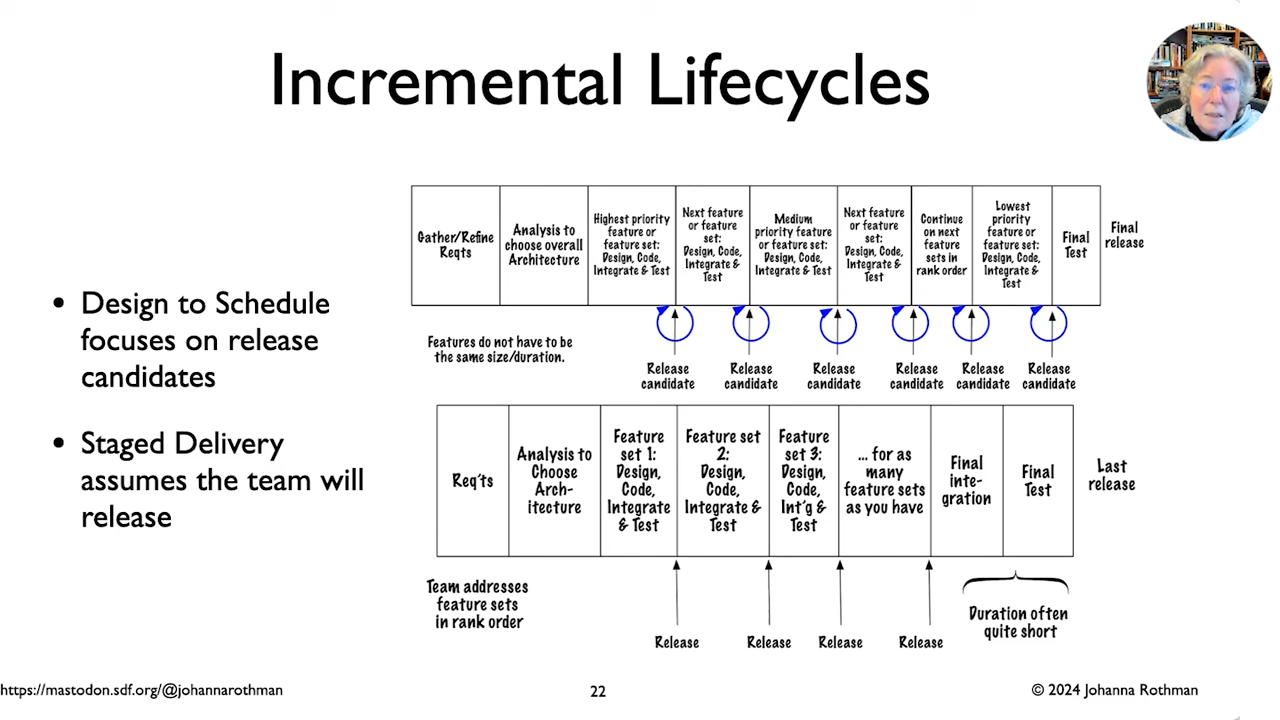 Incremental Lifecycles
• Design to Schedule
focuses on release
candidates
• Staged Delivery
assumes the team will
release
Gather/Refine
Reqts
Analysis to
choose overall
Architecture
Highest priority
feature or
feature set:
Design, Code,
Integrate & Test
Next feature
or feature
set:
Design, Code,
Integrate &
Test
Medium
priority feature
or feature set:
Design, Code,
Integrate & Test
Next feature
or feature
set:
Design, Code,
Integrate &
Test
Continue
on next
feature
sets in
rank order
Lowest
priority
feature or
feature set:
Design, Code,
Integrate &
Test
Final
Test
Final
release
Features do not have to be
the same size/duration.
Release
candidate
Release
candidate
Release
candidate
Release
candidate
Release
candidate
Release
candidate
Req'ts
Analysis to
Choose
Arch-
itecture
Feature
set 1:
Design,
Code,
Integrate
& Test
Feature set
2:
Design,
Code,
Integrate &
Test
Feature
set 3:
Design,
Code,
Int'g &
Test
... for as
many
feature sets
as you have
Final
inte-
gration
Final
Test
Last
release
Team addresses
feature sets
in rank order
Release
Release
Release
Release
Duration often
quite short
https://mastodon.sdf.org/@johannarothman
22
© 2024 Johanna Rothman